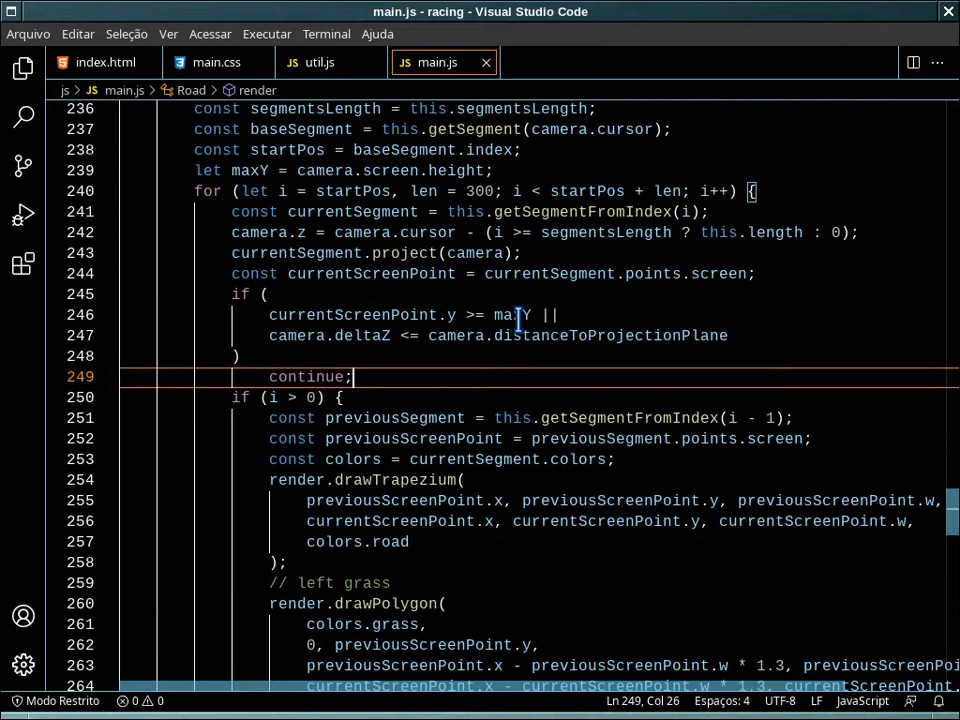 main.js - racing - Visual Studio Code
Arquivo Editar Seleção Ver Acessar Executar Terminal Ajuda
index.html main.css JS util.js JS main.js
js > JS main.js > Road > render
236 const segmentsLength = this.segmentsLength;
237 const baseSegment = this.getSegment(camera.cursor);
238 const startPos = baseSegment.index;
239 let maxY = camera.screen.height;
240 for (let i = startPos, len = 300; i < startPos + len; i++) {
241 const currentSegment = this.getSegmentFromIndex(i);
242 camera.z = camera.cursor - (i >= segmentsLength ? this.length : 0);
243 currentSegment.project(camera);
244 const currentScreenPoint = currentSegment.points.screen;
245 if (
246 currentScreenPoint.y >= maxY ||
247 camera.deltaZ <= camera.distanceToProjectionPlane
248 )
249 continue;
250 if (i > 0) {
251 const previousSegment = this.getSegmentFromIndex(i - 1);
252 const previousScreenPoint = previousSegment.points.screen;
253 const colors = currentSegment.colors;
254 render.drawTrapezium(
255 previousScreenPoint.x, previousScreenPoint.y, previousScreenPoint.w,
256 currentScreenPoint.x, currentScreenPoint.y, currentScreenPoint.w,
257 colors.road
258 );
259 // left grass
260 render.drawPolygon(
261 colors.grass,
262 0, previousScreenPoint.y,
263 previousScreenPoint.x - previousScreenPoint.w * 1.3, previousScreenPoi
264 currentScreenPoint.x - currentScreenPoint.w * 1.3, currentScreenPoint.
Modo Restrito 0 0 Ln 249, Col 26 Espaços: 4 UTF-8 LF JavaScript